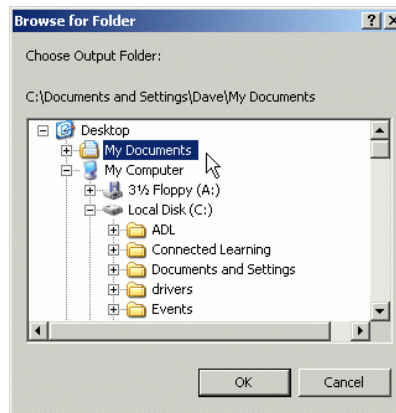 Browse for Folder
Choose Output Folder:
C:\Documents and Settings\Dave\My Documents
Desktop
My Documents
My Computer
3½ Floppy (A:)
Local Disk (C:)
ADL
Connected Learning
Documents and Settings
drivers
Events
OK Cancel